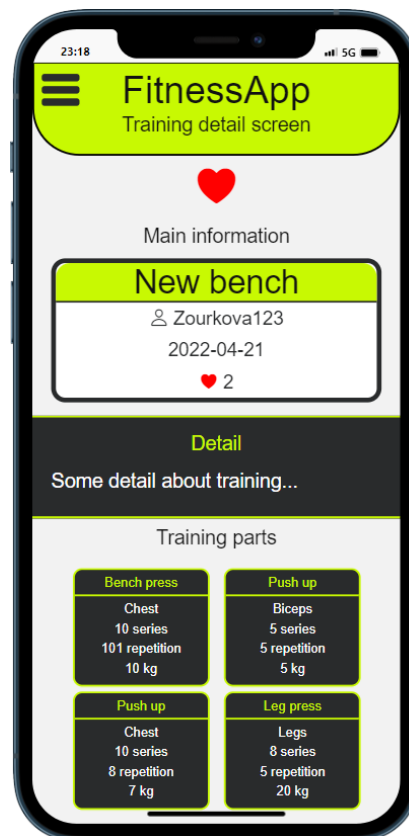 23:18
5G
FitnessApp
Training detail screen
Main information
New bench
Zourkova123
2022-04-21
2
Detail
Some detail about training...
Training parts
Bench press
Chest
10 series
101 repetition
10 kg
Push up
Biceps
5 series
5 repetition
5 kg
Push up
Chest
10 series
8 repetition
7 kg
Leg press
Legs
8 series
5 repetition
20 kg